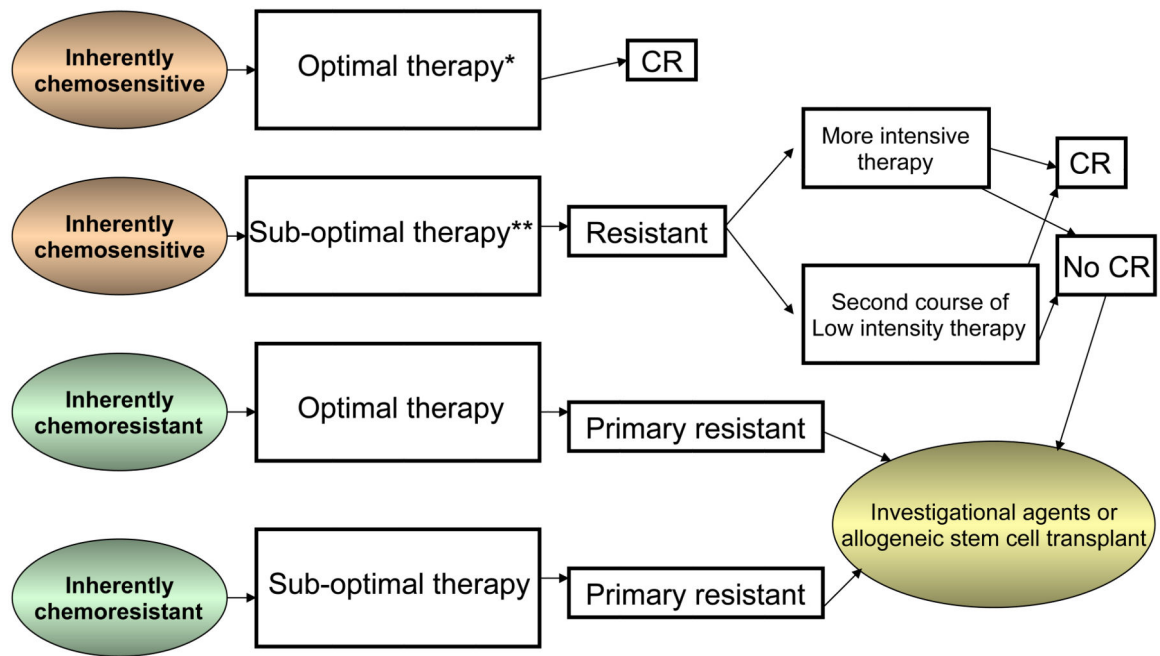 Inherently
chemosensitive
Optimal therapy*
CR
Inherently
chemosensitive
Sub-optimal therapy**
Resistant
More intensive
therapy
CR
Second course of
Low intensity therapy
No CR
Inherently
chemoresistant
Optimal therapy
Primary resistant
Inherently
chemoresistant
Sub-optimal therapy
Primary resistant
Investigational agents or
allogeneic stem cell transplant